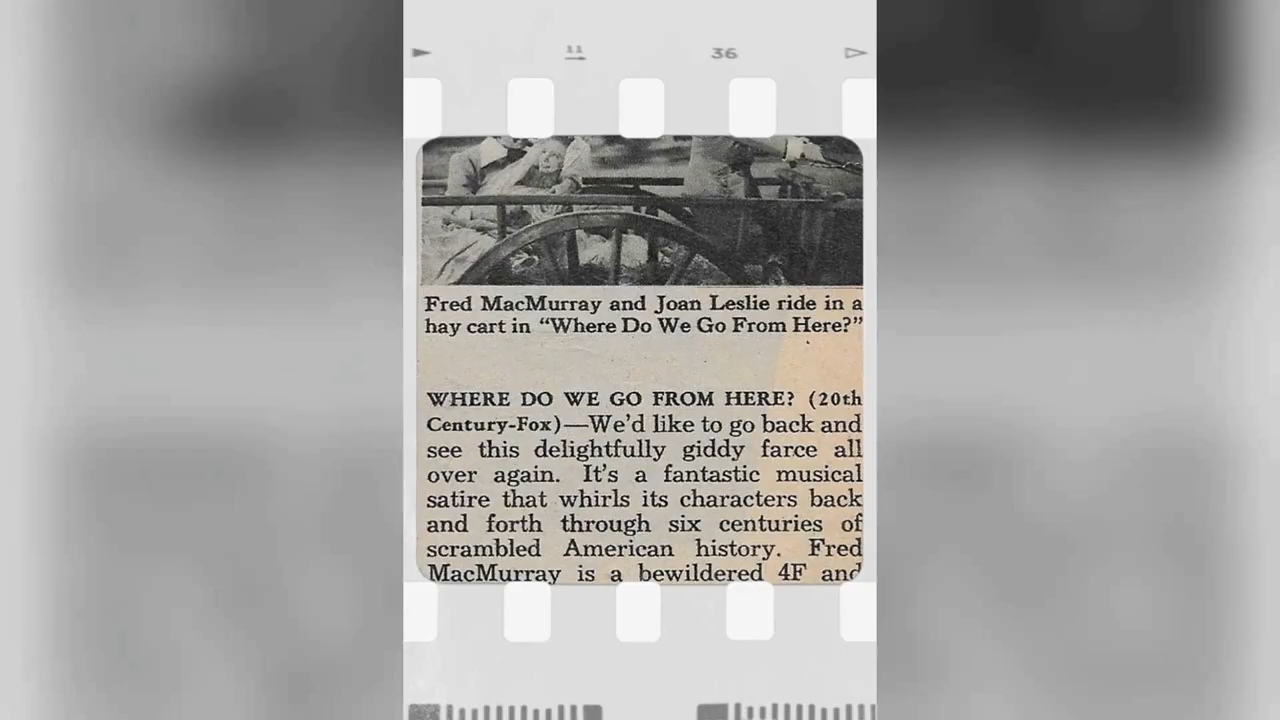 11
36
Fred MacMurray and Joan Leslie ride in a
hay cart in “Where Do We Go From Here?”
WHERE DO WE GO FROM HERE? (20th
Century-Fox)—We’d like to go back and
see this delightfully giddy farce all
over again. It’s a fantastic musical
satire that whirls its characters back
and forth through six centuries of
scrambled American history. Fred
MacMurray is a bewildered 4F and